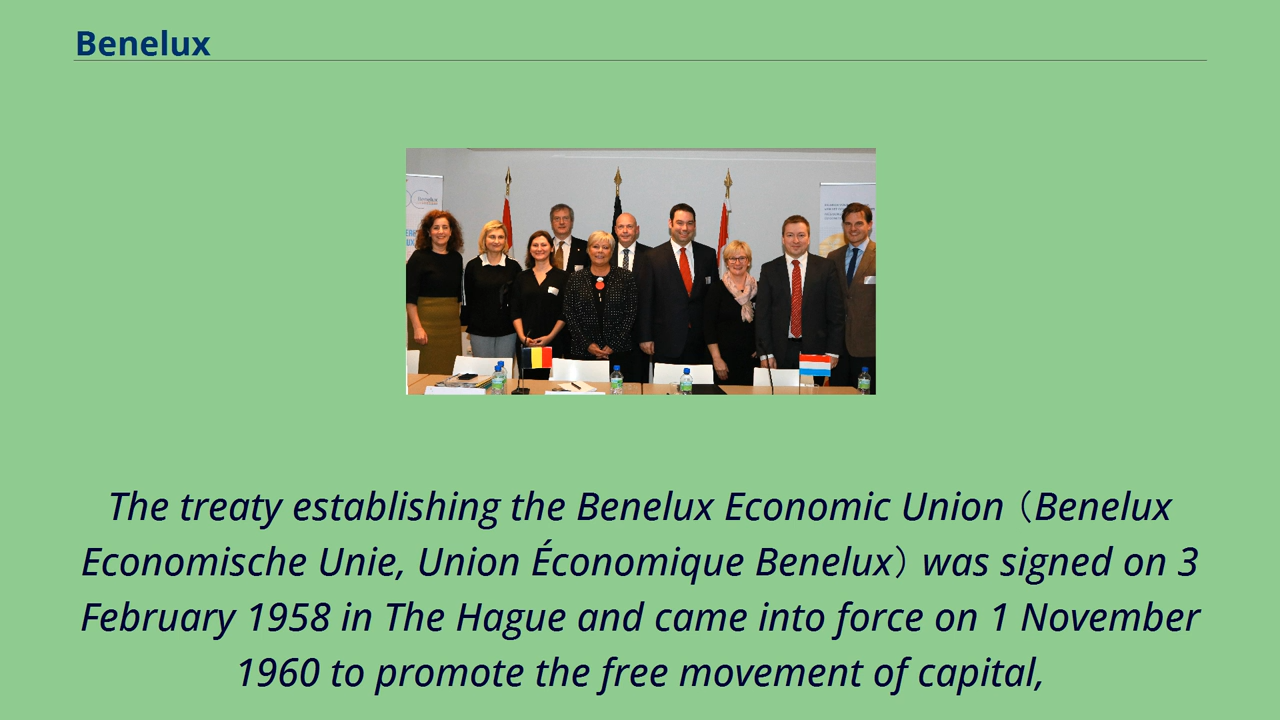 Benelux
Benelux
The treaty establishing the Benelux Economic Union（Benelux
Economische Unie, Union Économique Benelux）was signed on 3
February 1958 in The Hague and came into force on 1 November
1960 to promote the free movement of capital,